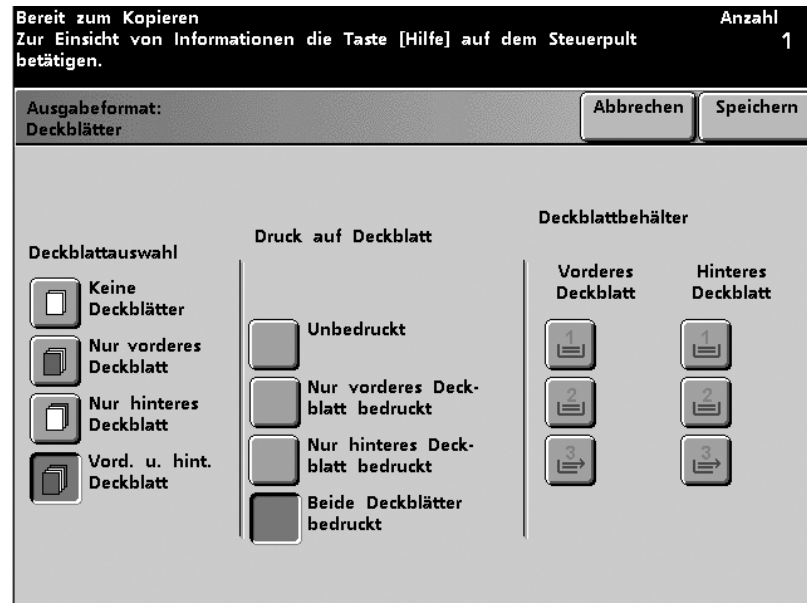 Bereit zum Kopieren
Anzahl
Zur Einsicht von Informationen die Taste [Hilfe] auf dem Steuerpult
1
betätigen.
Ausgabeformat:
Deckblätter
Abbrechen
Speichern
Deckblattauswahl
Keine
Deckblätter
Nur vorderes
Deckblatt
Nur hinteres
Deckblatt
Vord. u. hint.
Deckblatt
Druck auf Deckblatt
Unbedruckt
Nur vorderes Deck-
blatt bedruckt
Nur hinteres Deck-
blatt bedruckt
Beide Deckblätter
bedruckt
Deckblattbehälter
Vorderes
Deckblatt
1
2
3
Hinteres
Deckblatt
1
2
3